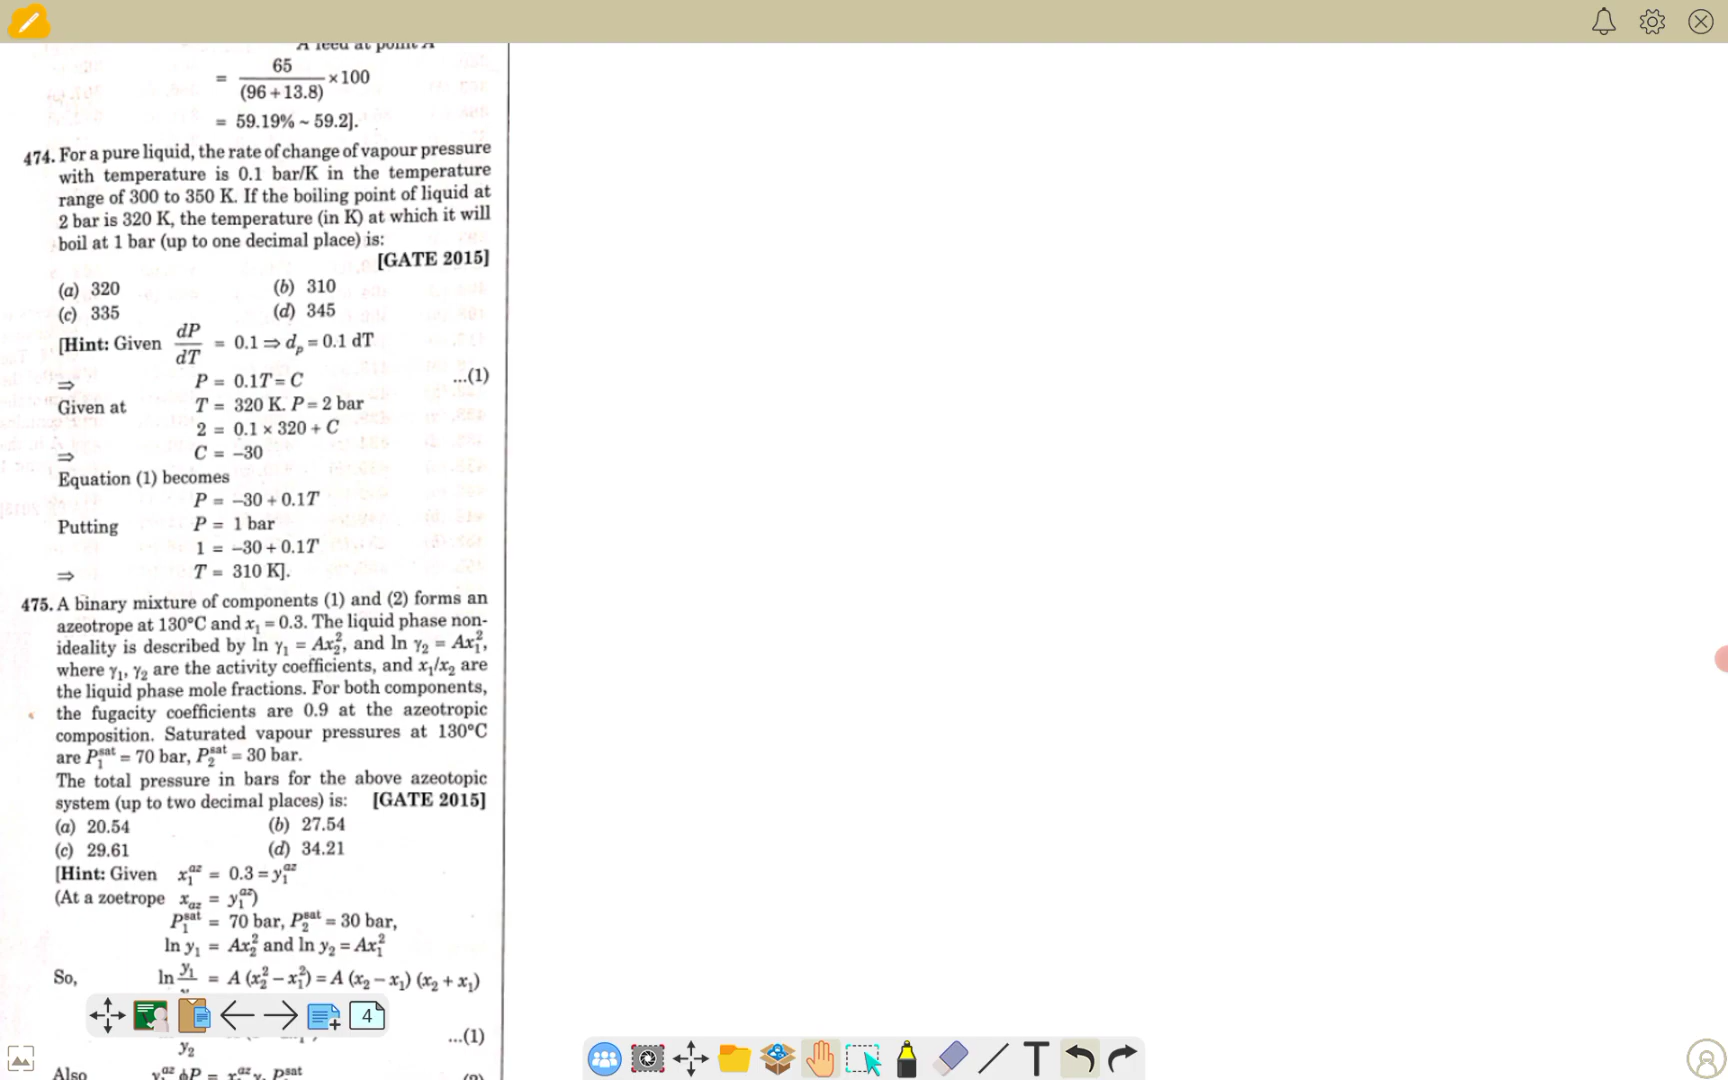 A feed at point A
= 65/(96 + 13.8) × 100
= 59.19% ~ 59.2].
474. For a pure liquid, the rate of change of vapour pressure
with temperature is 0.1 bar/K in the temperature
range of 300 to 350 K. If the boiling point of liquid at
2 bar is 320 K, the temperature (in K) at which it will
boil at 1 bar (up to one decimal place) is:
[GATE 2015]
(a) 320 (b) 310
(c) 335 (d) 345
[Hint: Given dP/dT = 0.1 ⇒ d_p = 0.1 dT
⇒ P = 0.1T = C ...(1)
Given at T = 320 K. P = 2 bar
2 = 0.1 × 320 + C
⇒ C = –30
Equation (1) becomes
P = –30 + 0.1T
Putting P = 1 bar
1 = –30 + 0.1T
⇒ T = 310 K].
475. A binary mixture of components (1) and (2) forms an
azeotrope at 130°C and x₁ = 0.3. The liquid phase non-
ideality is described by ln γ₁ = Ax₂², and ln γ₂ = Ax₁²,
where γ₁, γ₂ are the activity coefficients, and x₁/x₂ are
the liquid phase mole fractions. For both components,
the fugacity coefficients are 0.9 at the azeotropic
composition. Saturated vapour pressures at 130°C
are P₁^sat = 70 bar, P₂^sat = 30 bar.
The total pressure in bars for the above azeotopic
system (up to two decimal places) is: [GATE 2015]
(a) 20.54 (b) 27.54
(c) 29.61 (d) 34.21
[Hint: Given x₁^az = 0.3 = y₁^az
(At a zoetrope x_az = y₁^az)
P₁^sat = 70 bar, P₂^sat = 30 bar,
ln y₁ = Ax₂² and ln y₂ = Ax₁²
So, ln y₁ = A (x₂² – x₁²) = A (x₂ – x₁) (x₂ + x₁)
4
...(1)
y₂
Also
T